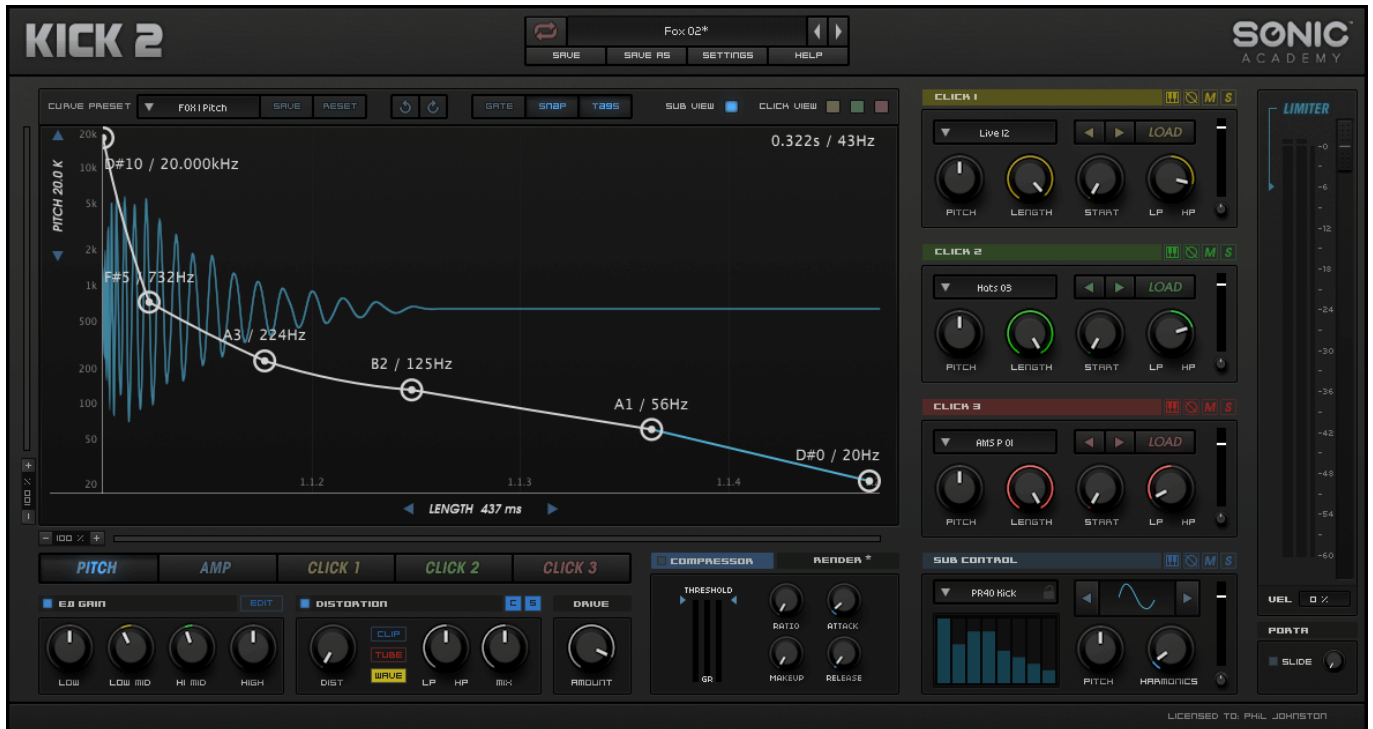 KICK 2
Fox 02*
SAVE SAVE AS SETTINGS HELP
SONIC
ACADEMY
CURVE PRESET FOX 1 Pitch SAVE RESET GATE SNAP TAGS SUB VIEW CLICK VIEW
0.322s / 43Hz
PITCH 20.0 K
20k
10k
5k
2k
1k
500
200
100
50
20
D#10 / 20.000kHz
F#5 / 732Hz
A3 / 224Hz
B2 / 125Hz
A1 / 56Hz
D#0 / 20Hz
1.1.2 1.1.3 1.1.4
LENGTH 437 ms
+ 100 % -
- 100 % +
PITCH AMP CLICK 1 CLICK 2 CLICK 3
EQ GAIN EDIT
LOW LOW MID HI MID HIGH
DISTORTION C S
DIST CLIP TUBE WAVE LP HP MIX
DRIVE
AMOUNT
COMPRESSOR RENDER *
THRESHOLD
GR
RATIO ATTACK
MAKEUP RELEASE
CLICK 1 M S
Live 12 LOAD
PITCH LENGTH START LP HP
CLICK 2 M S
Hats 03 LOAD
PITCH LENGTH START LP HP
CLICK 3 M S
AMS P 01 LOAD
PITCH LENGTH START LP HP
SUB CONTROL M S
PR40 Kick
PITCH HARMONICS
LIMITER
-0
-6
-12
-18
-24
-30
-36
-42
-48
-54
-60
VEL 0 %
PORTA
SLIDE
LICENSED TO: PHIL JOHNSTON